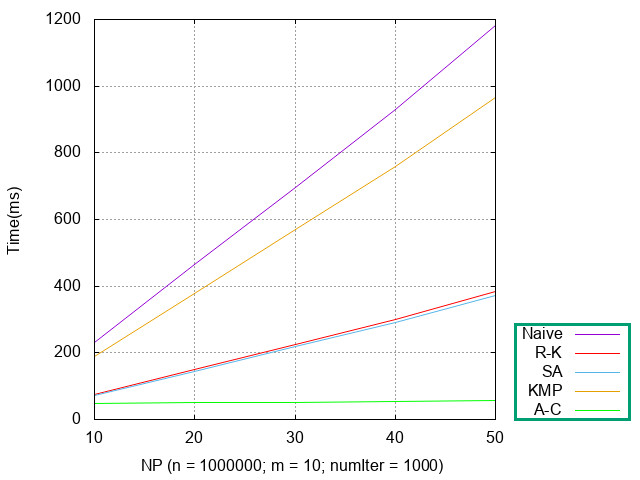 1200
1000
800
600
400
200
0
Time(ms)
10 20 30 40 50
NP (n = 1000000; m = 10; numIter = 1000)
Naive
R-K
SA
KMP
A-C